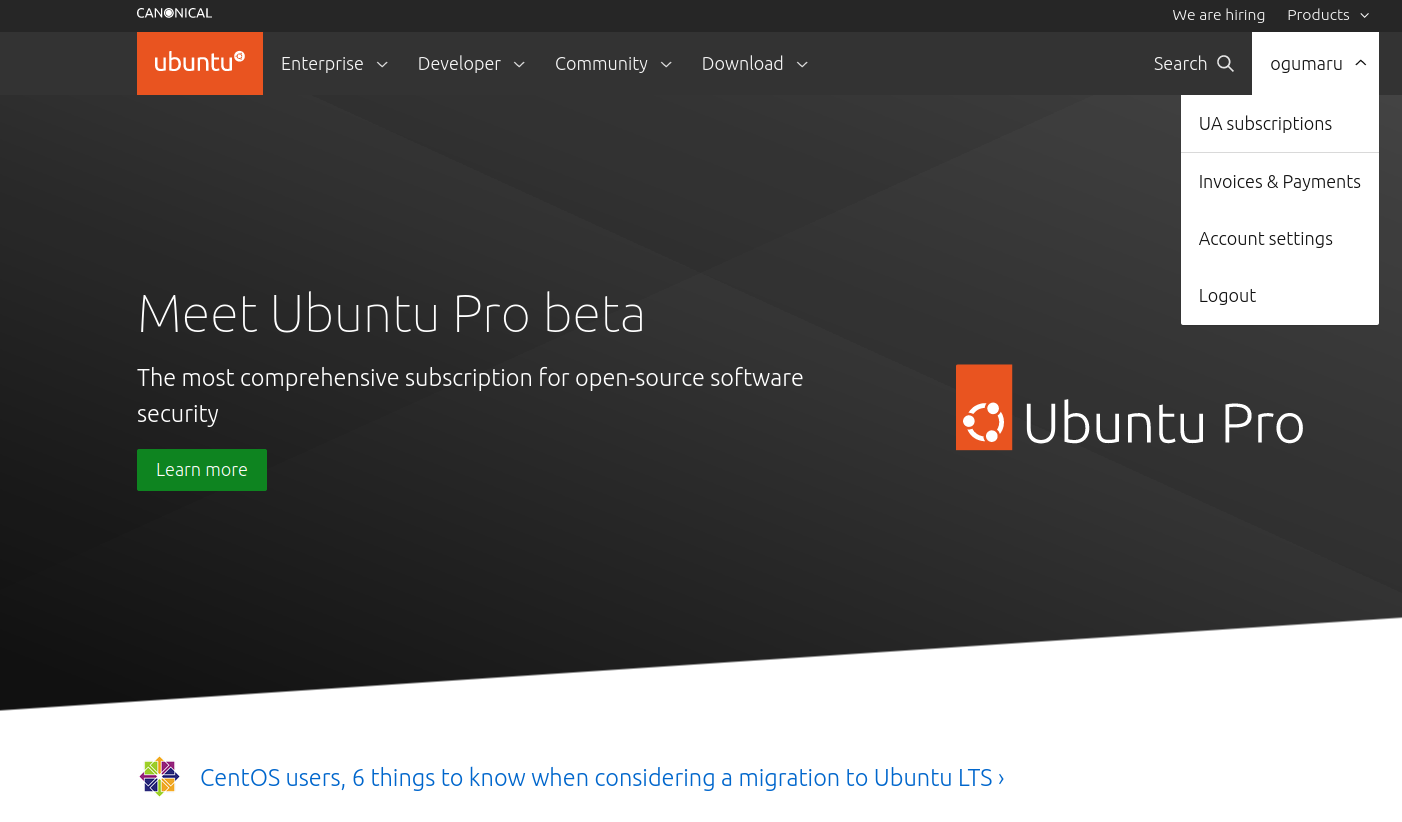 CANONICAL
We are hiring
Products
ubuntu
Enterprise
Developer
Community
Download
Search
ogumaru
UA subscriptions
Invoices & Payments
Account settings
Logout
Meet Ubuntu Pro beta
The most comprehensive subscription for open-source software
security
Learn more
Ubuntu Pro
CentOS users, 6 things to know when considering a migration to Ubuntu LTS ›